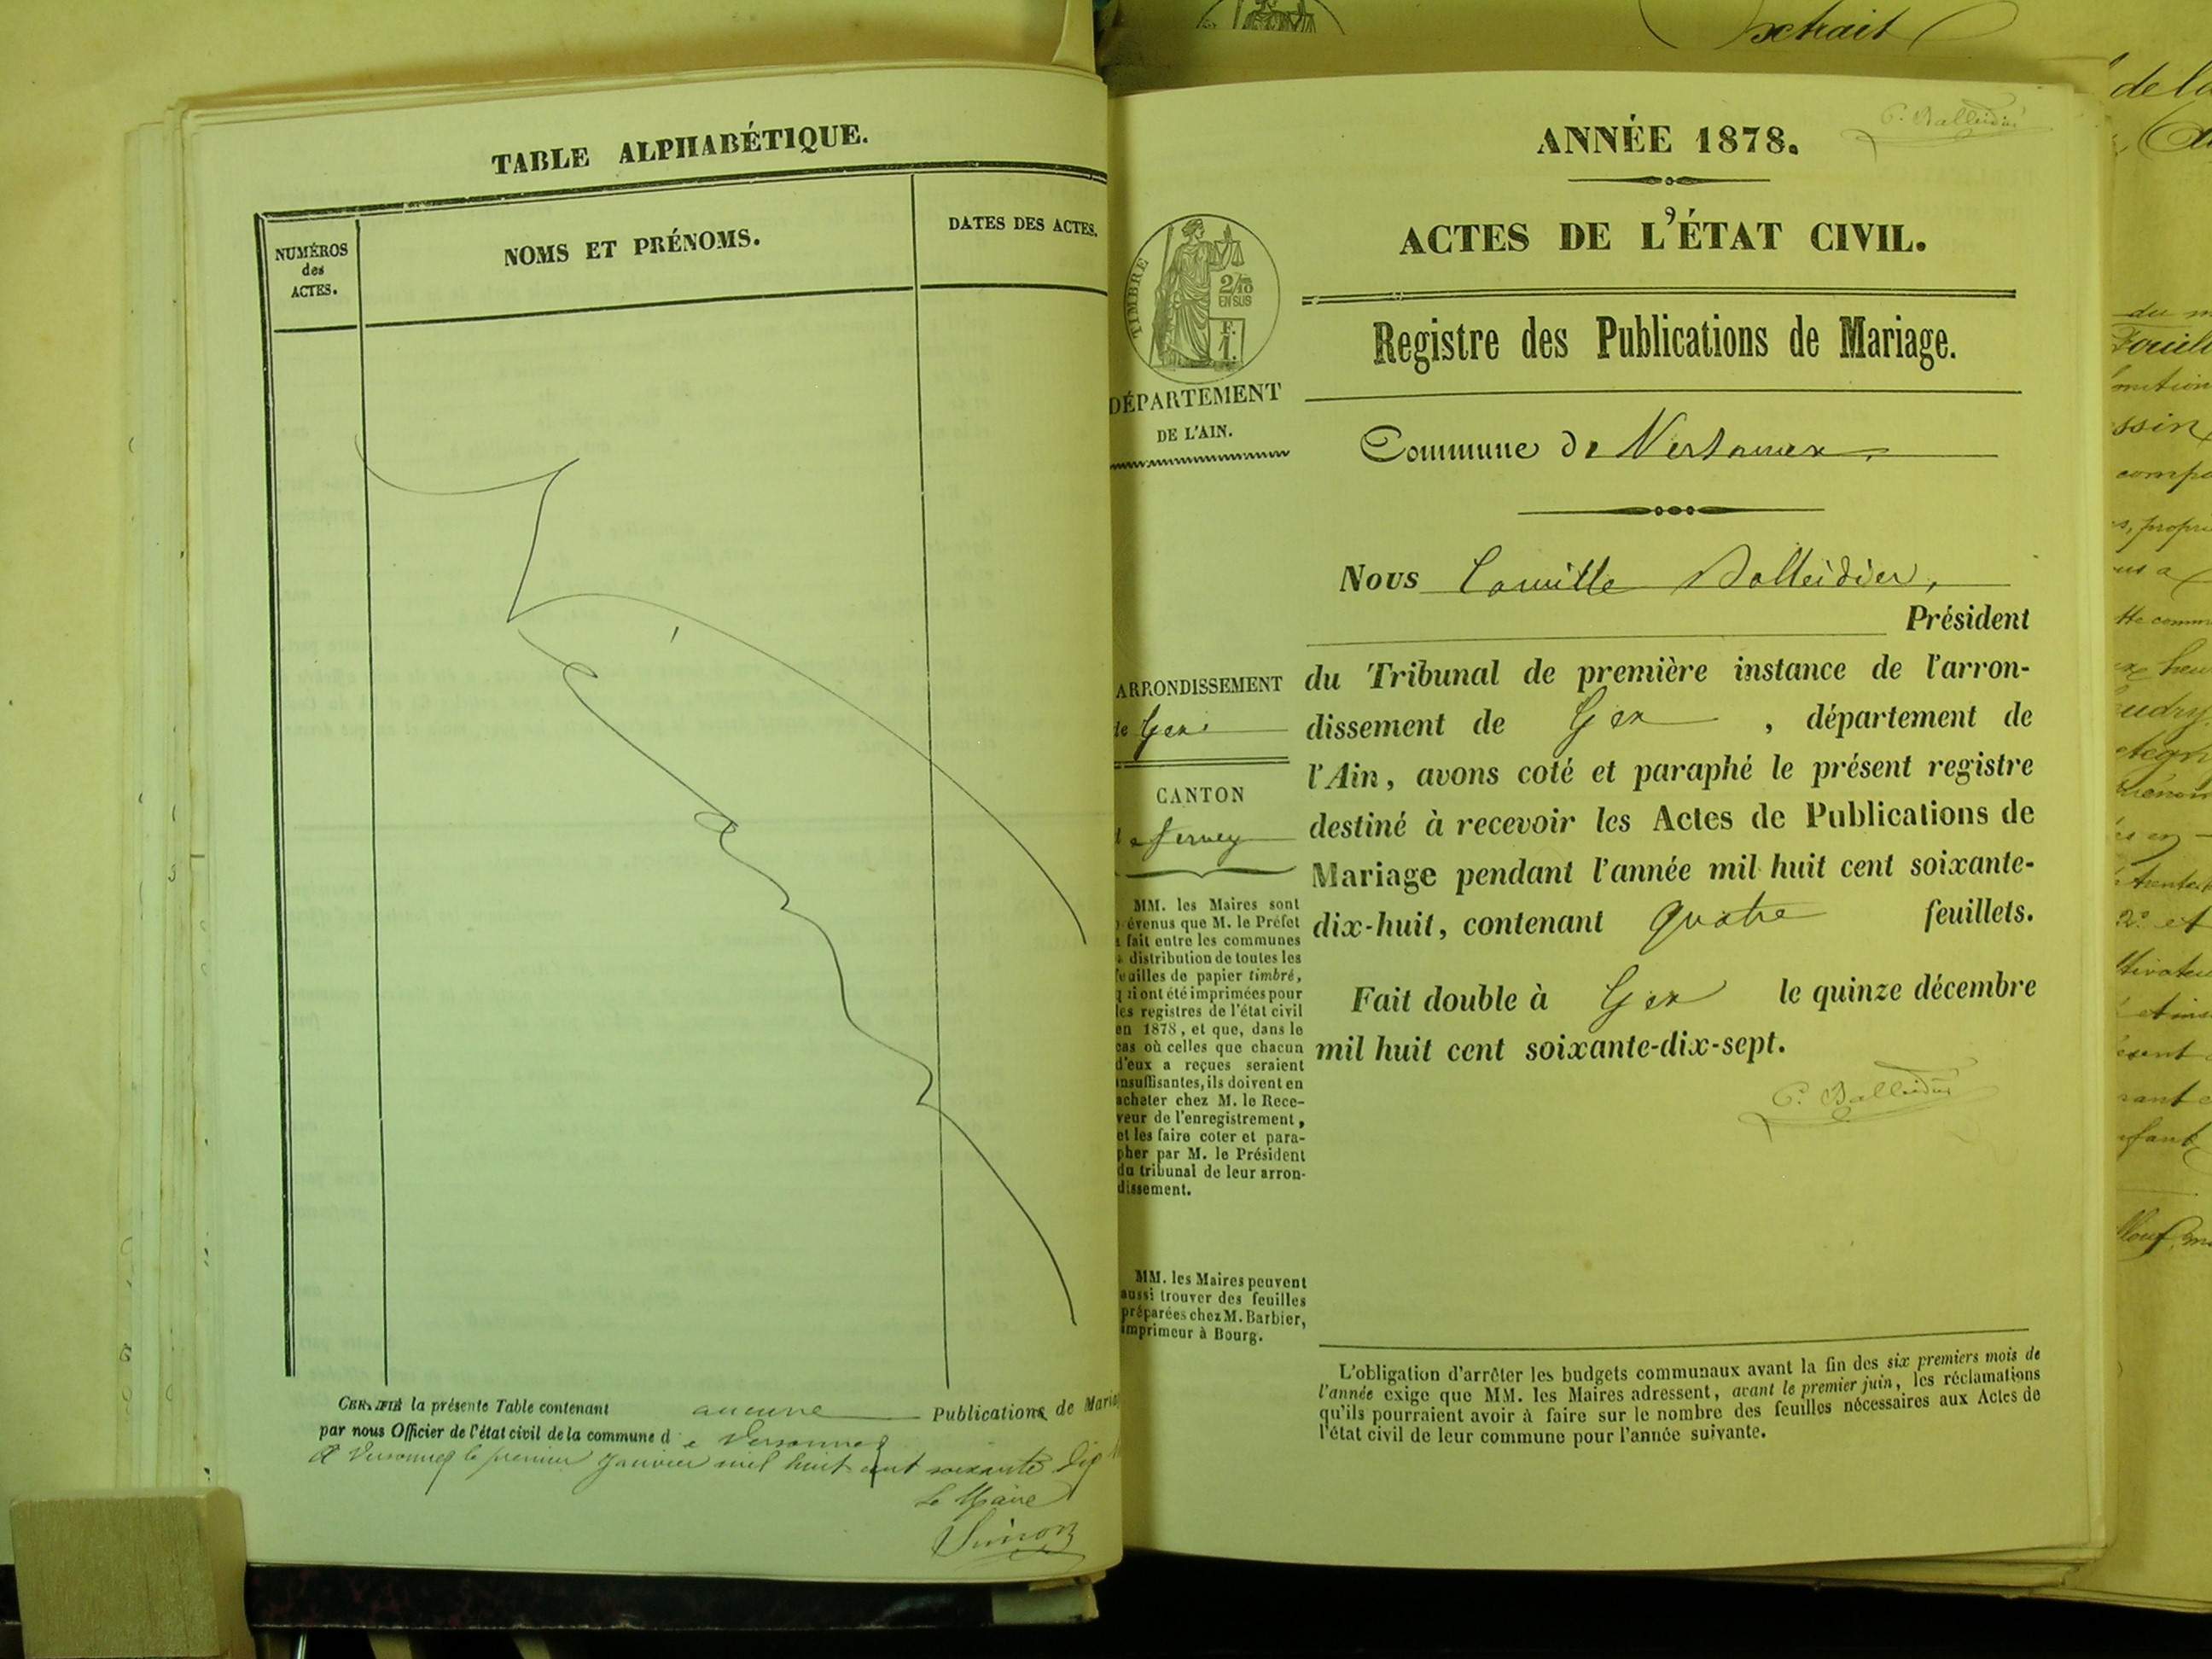 TABLE ALPHABÉTIQUE.
NUMÉROS
des
ACTES.
NOMS ET PRÉNOMS.
DATES DES ACTES.
CERTIFIÉ la présente Table contenant aucune Publications de Maria
par nous Officier de l'état civil de la commune de Versonnex
A Versonnex le premier Janvier mil huit cent soixante dix
Le Maire
Extrait
ANNÉE 1878.
C. Balleidier
ACTES DE L'ÉTAT CIVIL.
TIMBRE
2/10
EN SUS
F.
1.
Registre des Publications de Mariage.
DÉPARTEMENT
DE L'AIN.
Commune de Versonnex.
Nous Camille Balleidier,
Président
ARRONDISSEMENT
de Gex
CANTON
de Ferney
du Tribunal de première instance de l'arron-
dissement de Gex, département de
l'Ain, avons coté et paraphé le présent registre
destiné à recevoir les Actes de Publications de
Mariage pendant l'année mil huit cent soixante-
dix-huit, contenant quatre feuillets.
Fait double à Gex le quinze décembre
mil huit cent soixante-dix-sept.
C. Balleidier
MM. les Maires sont
prévenus que M. le Préfet
a fait entre les communes
la distribution de toutes les
feuilles de papier timbré,
qui ont été imprimées pour
les registres de l'état civil
en 1878, et que, dans le
cas où celles que chacun
d'eux a reçues seraient
insuffisantes, ils doivent en
acheter chez M. le Rece-
veur de l'enregistrement,
et les faire coter et para-
pher par M. le Président
du tribunal de leur arron-
dissement.
MM. les Maires peuvent
aussi trouver des feuilles
préparées chez M. Barbier,
imprimeur à Bourg.
L'obligation d'arrêter les budgets communaux avant la fin des six premiers mois de
l'année exige que MM. les Maires adressent, avant le premier juin, les réclamations
qu'ils pourraient avoir à faire sur le nombre des feuilles nécessaires aux Actes de
l'état civil de leur commune pour l'année suivante.